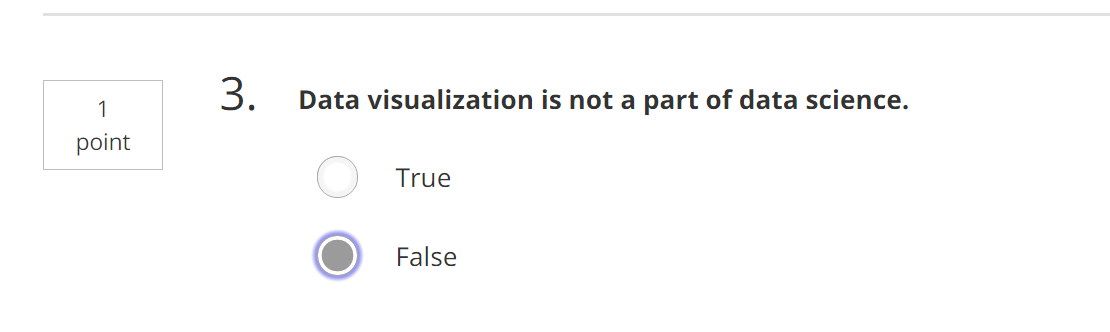 3. Data visualization is not a part of data science.
1
point
True
False